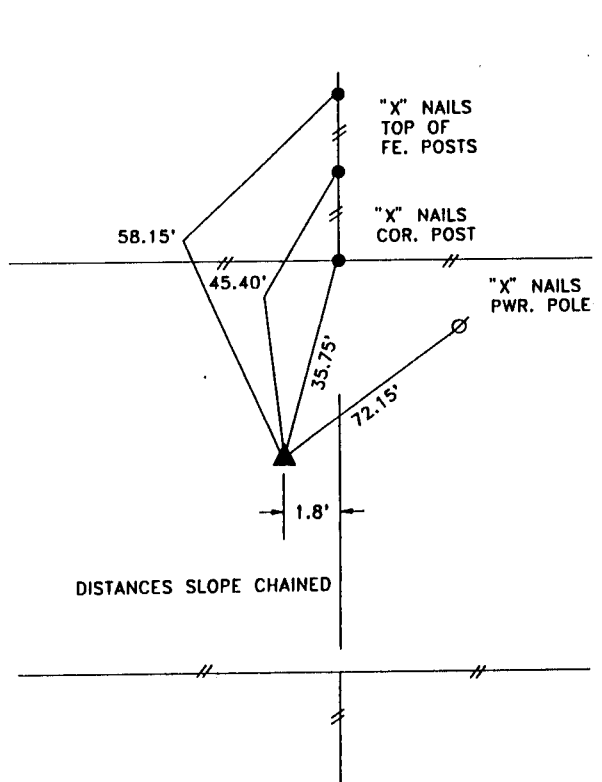 "X" NAILS
TOP OF
FE. POSTS
"X" NAILS
COR. POST
58.15'
45.40'
"X" NAILS
PWR. POLE
35.75'
72.15'
1.8'
DISTANCES SLOPE CHAINED